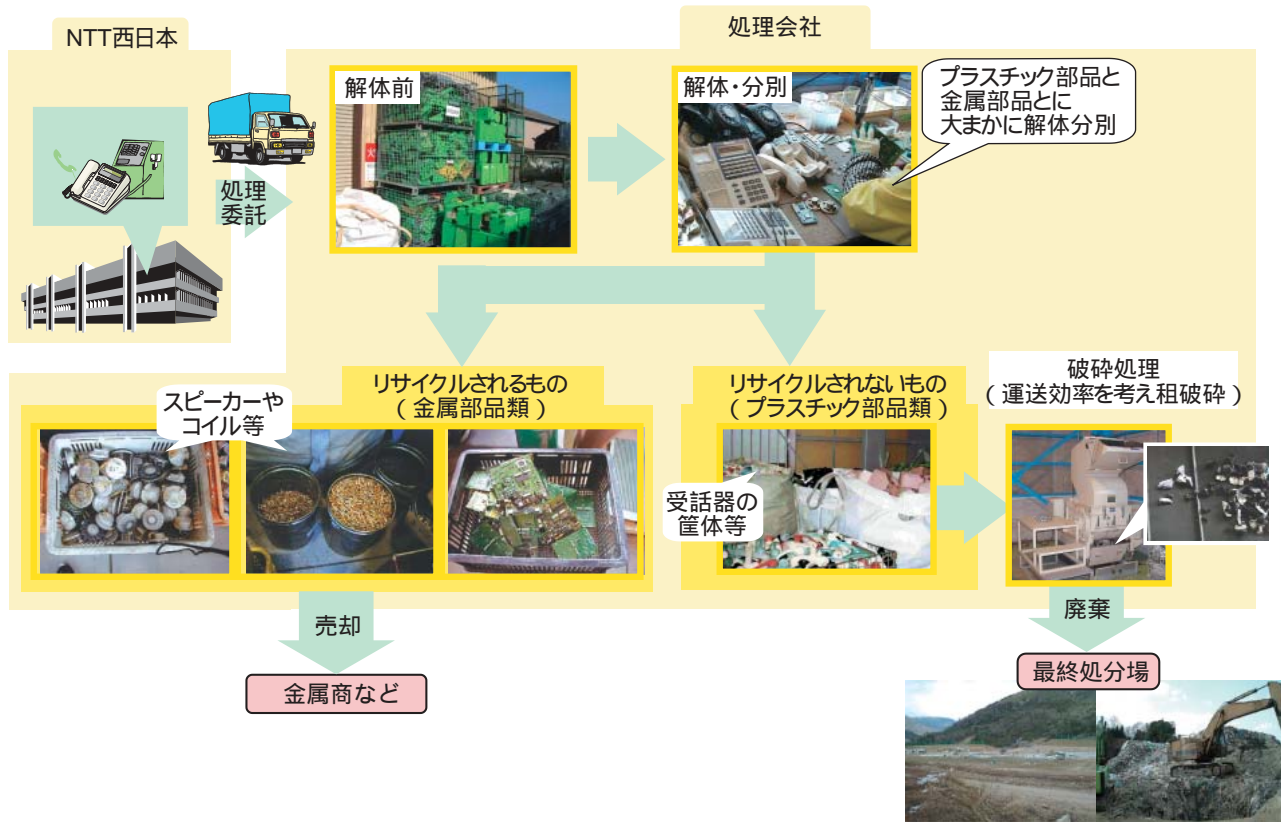 NTT西日本
処理会社
解体前
解体・分別
プラスチック部品と
金属部品とに
大まかに解体分別
処理
委託
リサイクルされるもの
(金属部品類)
スピーカーや
コイル等
リサイクルされないもの
(プラスチック部品類)
受話器の
筐体等
破砕処理
(運送効率を考え租破砕)
売却
金属商など
廃棄
最終処分場